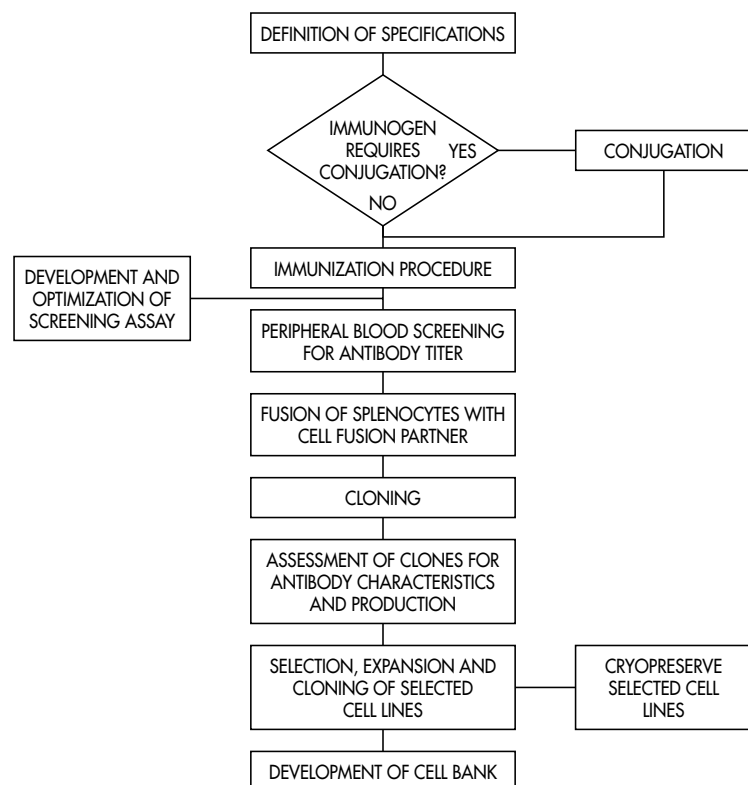 DEFINITION OF SPECIFICATIONS
IMMUNOGEN
REQUIRES
CONJUGATION?
YES
NO
CONJUGATION
IMMUNIZATION PROCEDURE
DEVELOPMENT AND
OPTIMIZATION OF
SCREENING ASSAY
PERIPHERAL BLOOD SCREENING
FOR ANTIBODY TITER
FUSION OF SPLENOCYTES WITH
CELL FUSION PARTNER
CLONING
ASSESSMENT OF CLONES FOR
ANTIBODY CHARACTERISTICS
AND PRODUCTION
SELECTION, EXPANSION AND
CLONING OF SELECTED
CELL LINES
CRYOPRESERVE
SELECTED CELL
LINES
DEVELOPMENT OF CELL BANK